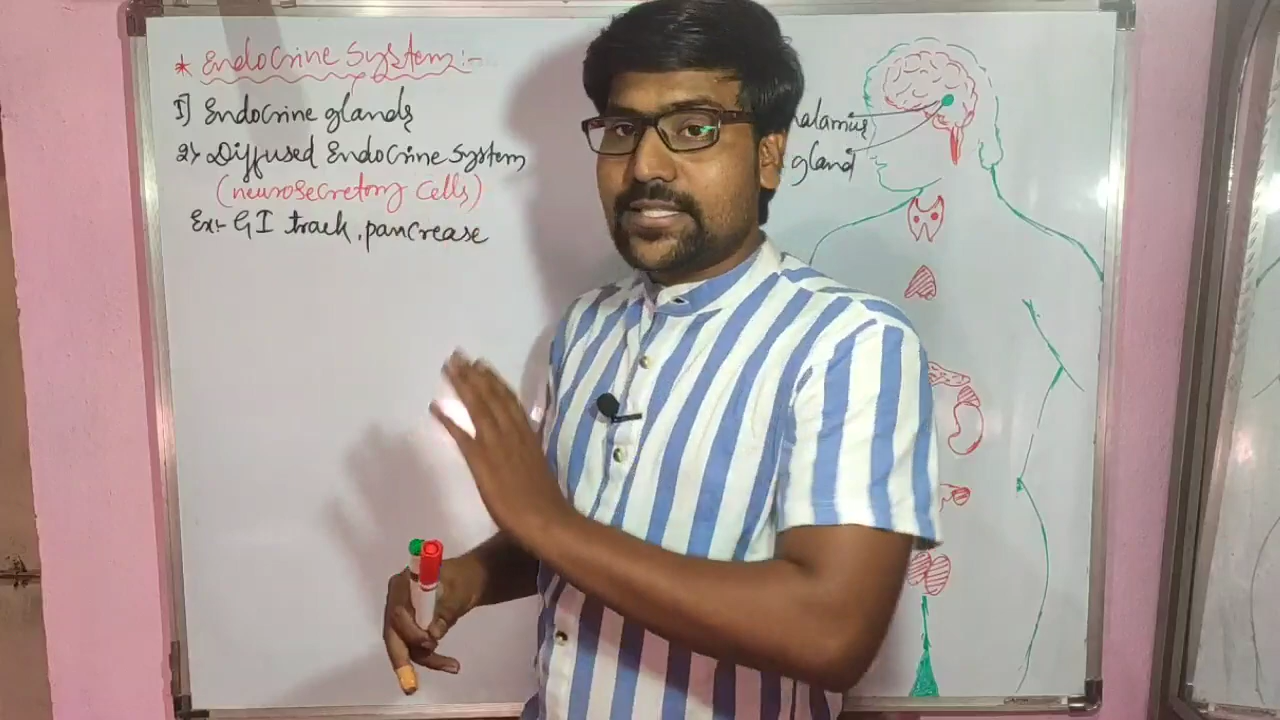 * Endocrine System:-
1] Endocrine glands
2> Diffused Endocrine System
(neurosecretory cells)
Ex:- GI track, pancrease
halamus
gland